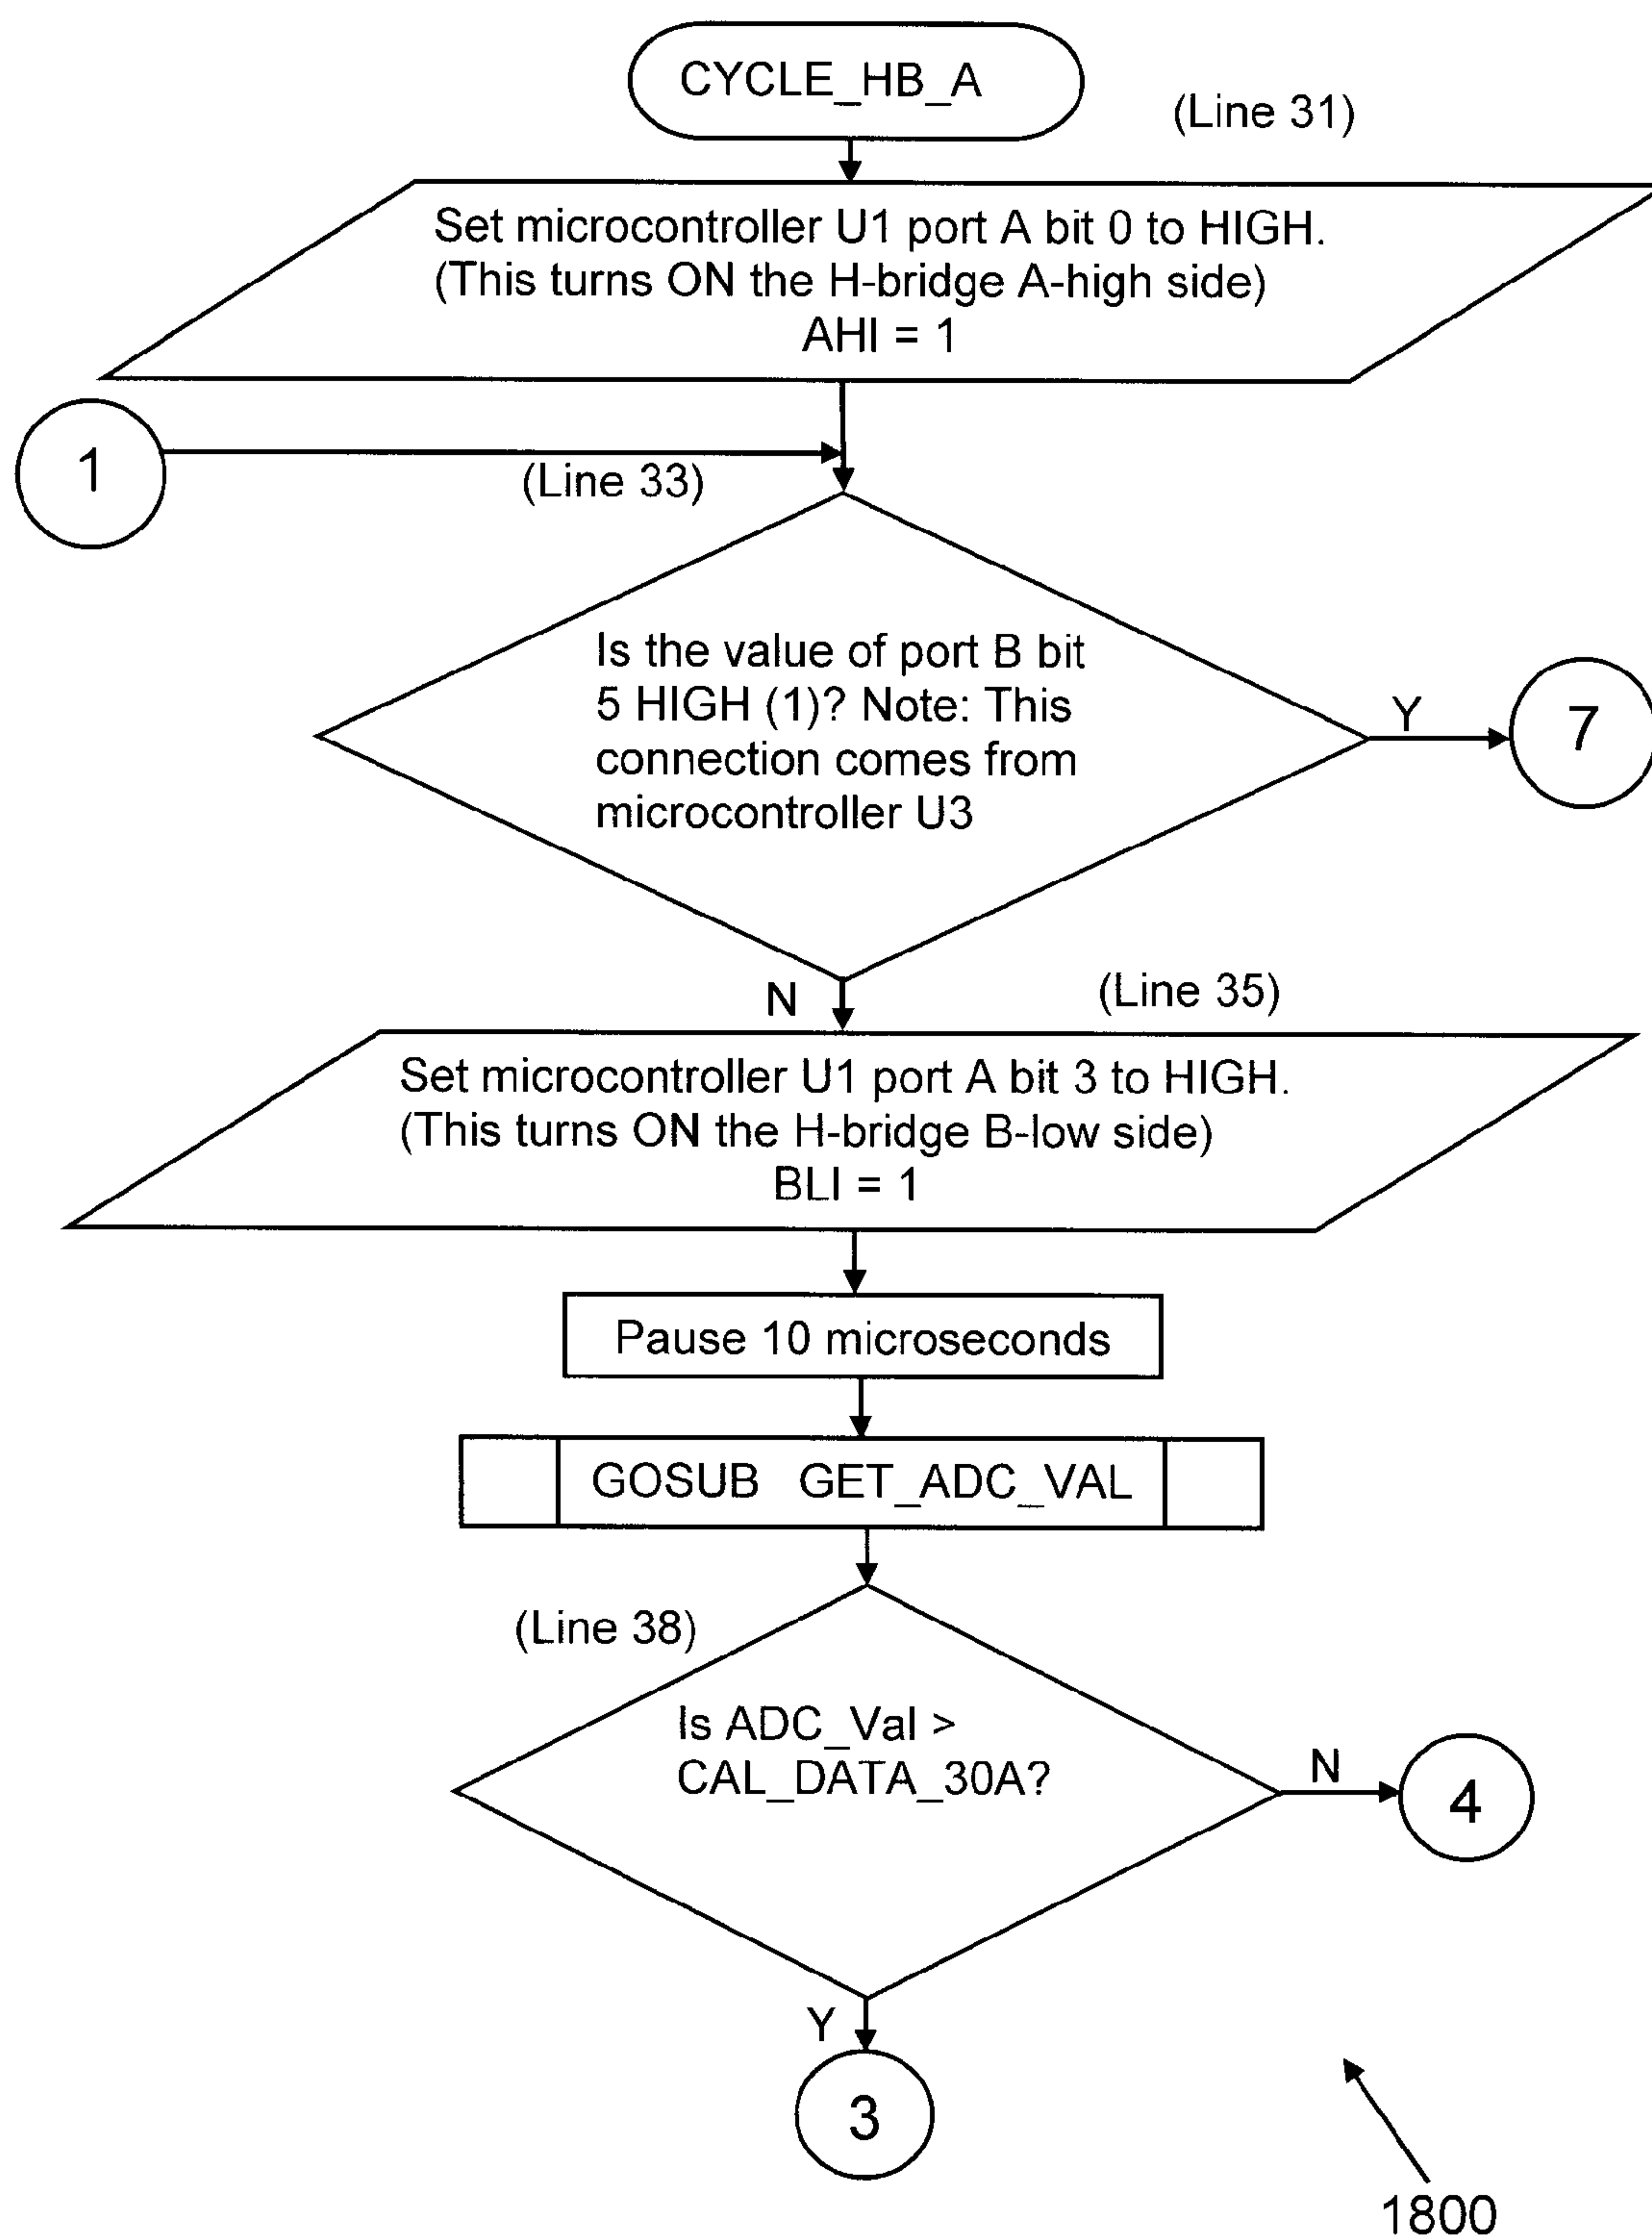 CYCLE_HB_A
(Line 31)
Set microcontroller U1 port A bit 0 to HIGH.
(This turns ON the H-bridge A-high side)
AHI = 1
1
(Line 33)
Is the value of port B bit
5 HIGH (1)? Note: This
connection comes from
microcontroller U3
Y
7
N
(Line 35)
Set microcontroller U1 port A bit 3 to HIGH.
(This turns ON the H-bridge B-low side)
BLI = 1
Pause 10 microseconds
GOSUB GET_ADC_VAL
(Line 38)
Is ADC_Val >
CAL_DATA_30A?
N
4
Y
3
1800